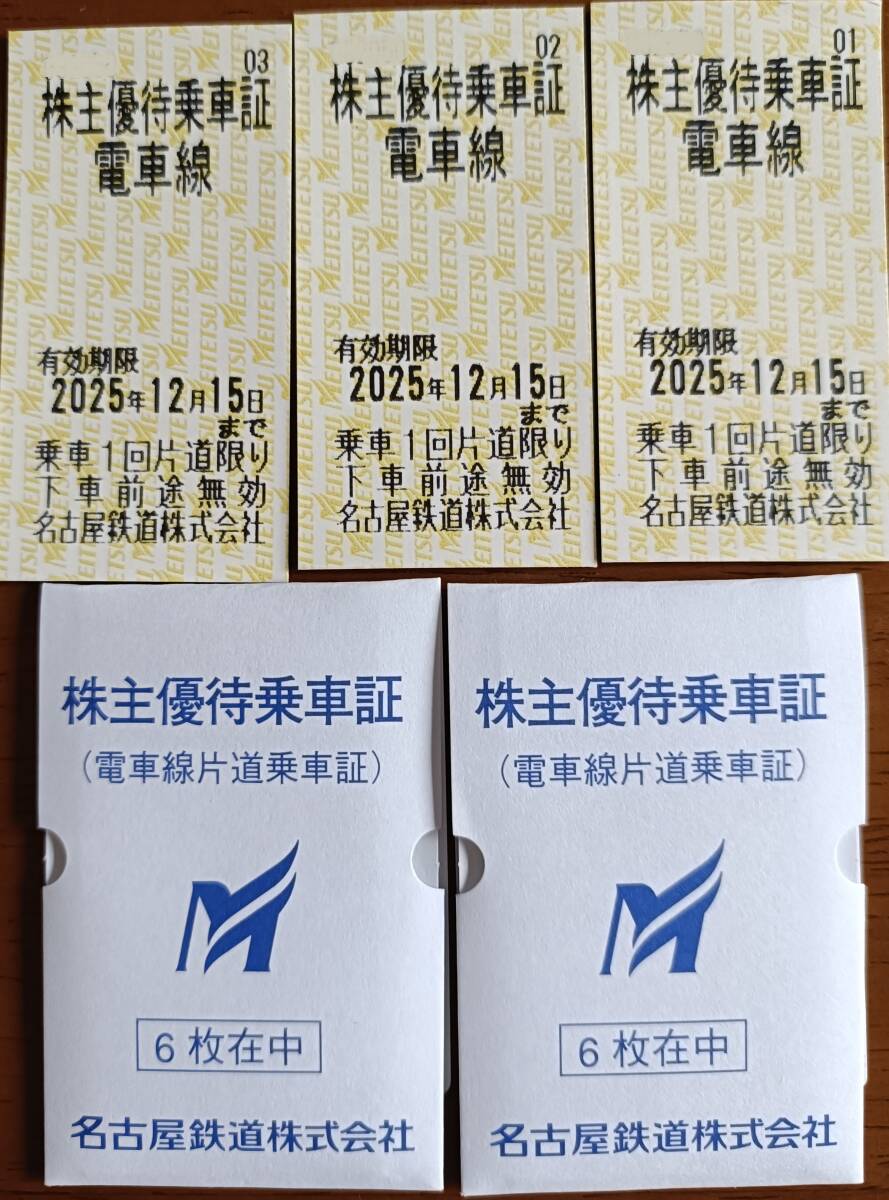 03
株主優待乗車証
電車線
有効期限
2025年12月15日
まで
乗車1回片道限り
下車前途無効
名古屋鉄道株式会社
02
株主優待乗車証
電車線
有効期限
2025年12月15日
まで
乗車1回片道限り
下車前途無効
名古屋鉄道株式会社
01
株主優待乗車証
電車線
有効期限
2025年12月15日
まで
乗車1回片道限り
下車前途無効
名古屋鉄道株式会社
株主優待乗車証
（電車線片道乗車証）
6枚在中
名古屋鉄道株式会社
株主優待乗車証
（電車線片道乗車証）
6枚在中
名古屋鉄道株式会社